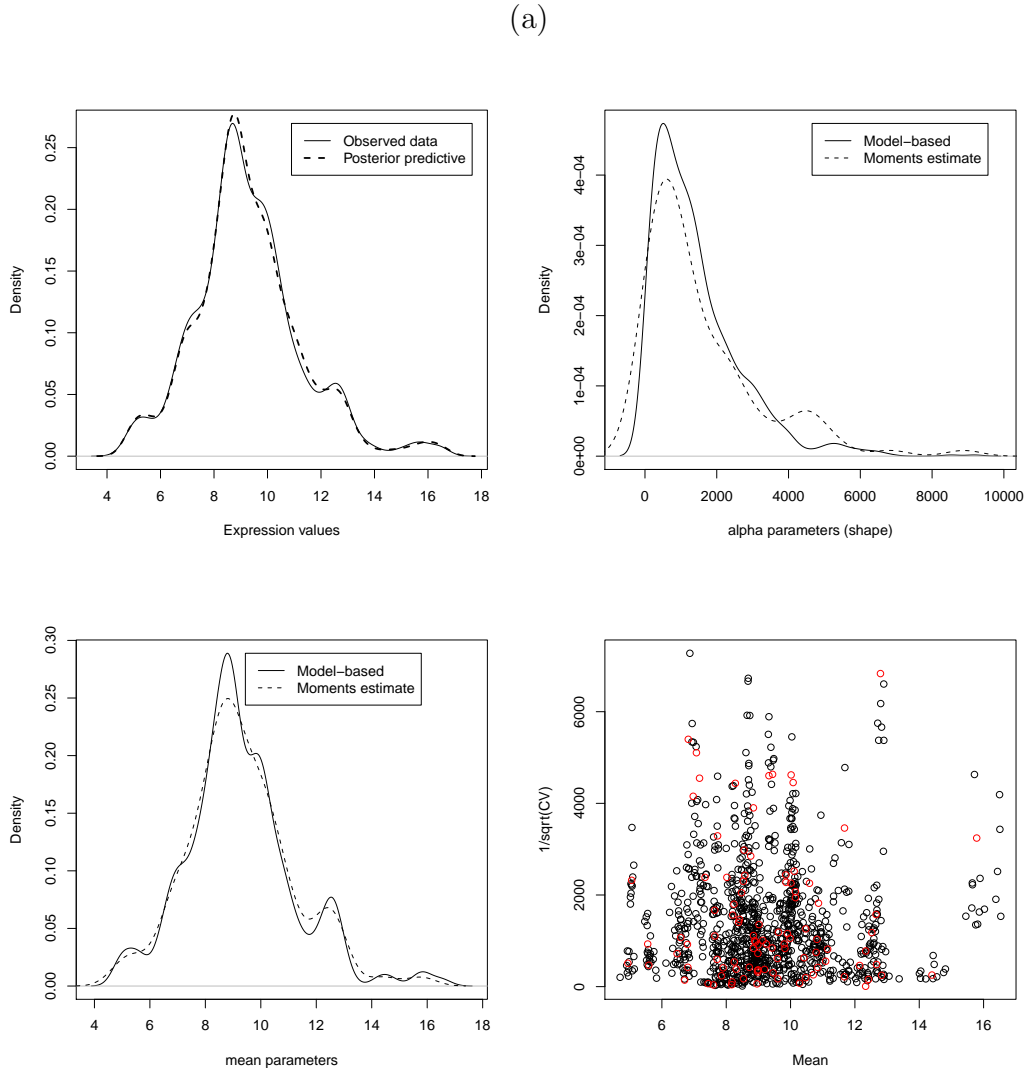 (a)
Observed data
Posterior predictive
Density
0.00 0.05 0.10 0.15 0.20 0.25
4 6 8 10 12 14 16 18
Expression values
Model−based
Moments estimate
Density
0e+00 1e−04 2e−04 3e−04 4e−04
0 2000 4000 6000 8000 10000
alpha parameters (shape)
Model−based
Moments estimate
Density
0.00 0.05 0.10 0.15 0.20 0.25 0.30
4 6 8 10 12 14 16 18
mean parameters
1/sqrt(CV)
0 2000 4000 6000
6 8 10 12 14 16
Mean